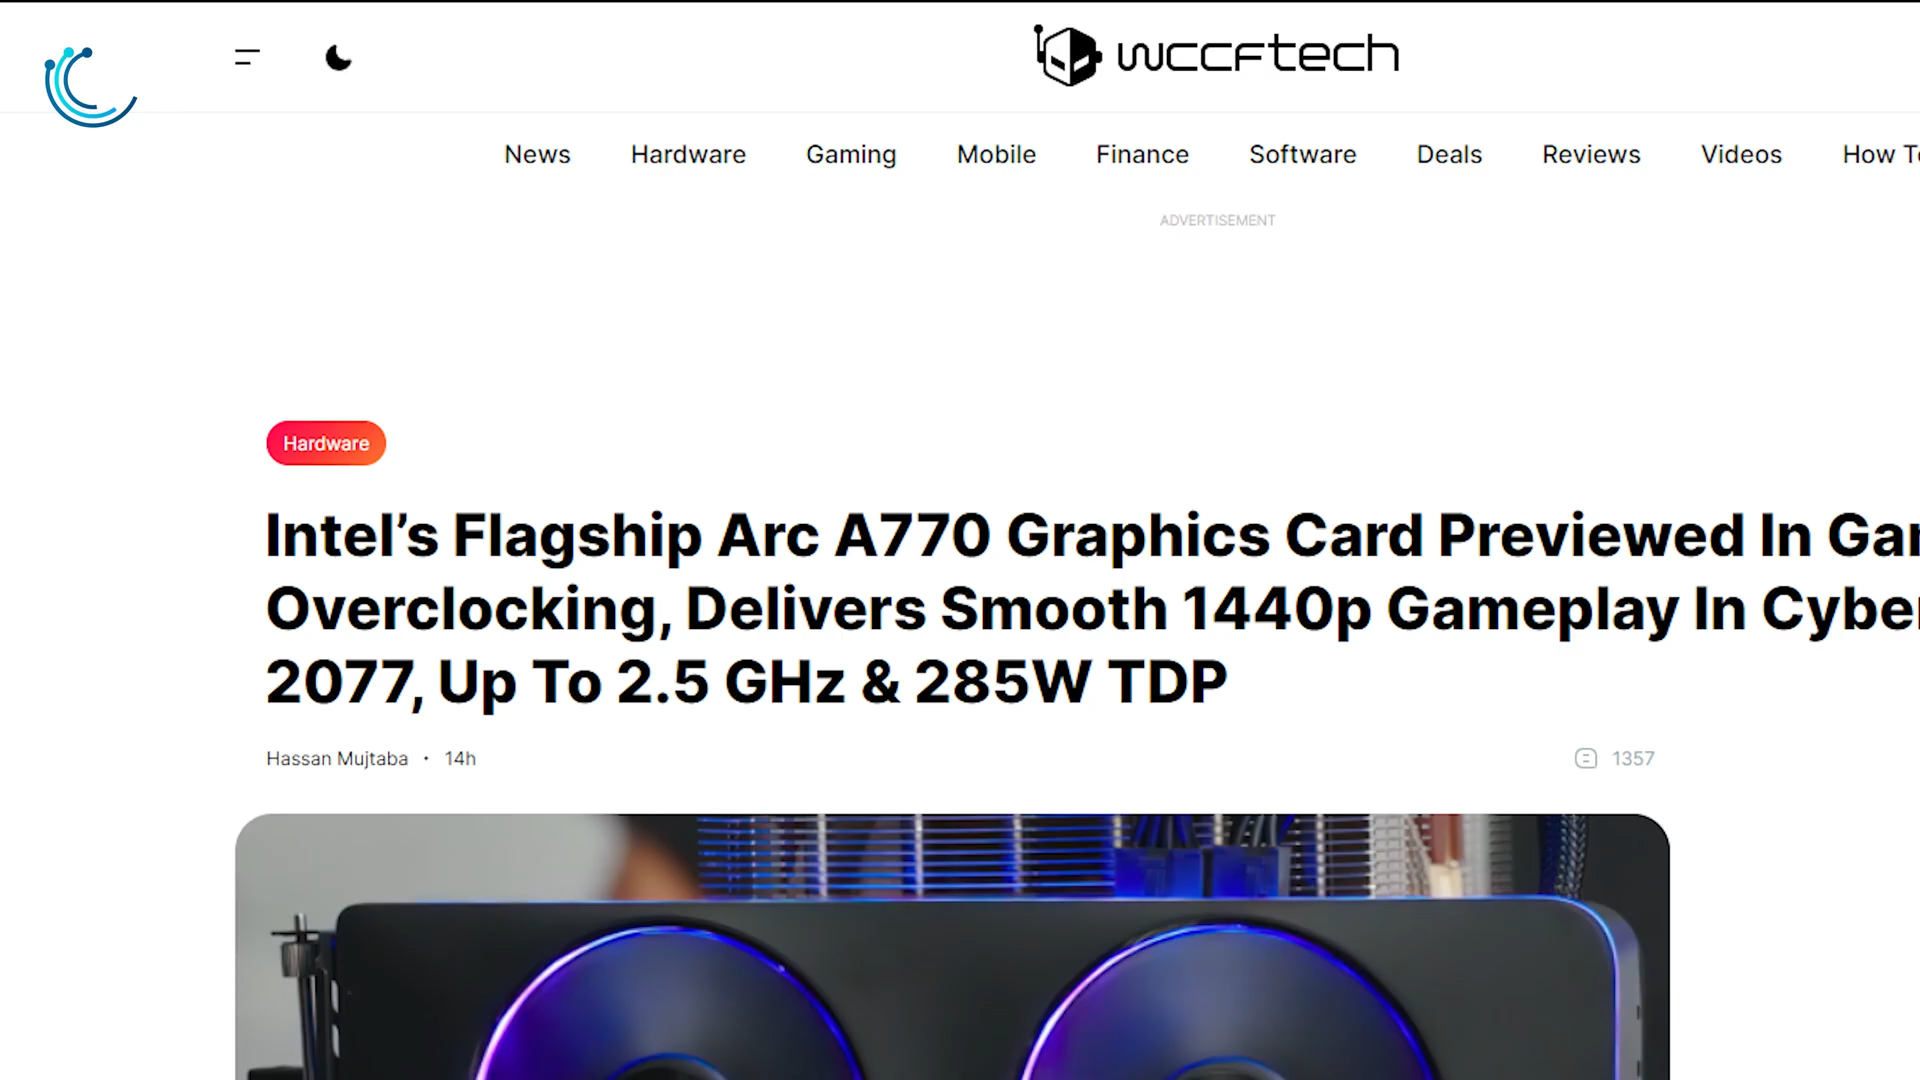 wccftech
News Hardware Gaming Mobile Finance Software Deals Reviews Videos How
ADVERTISEMENT
Hardware
Intel’s Flagship Arc A770 Graphics Card Previewed In
Overclocking, Delivers Smooth 1440p Gameplay In
2077, Up To 2.5 GHz & 285W TDP
Hassan Mujtaba • 14h
1357